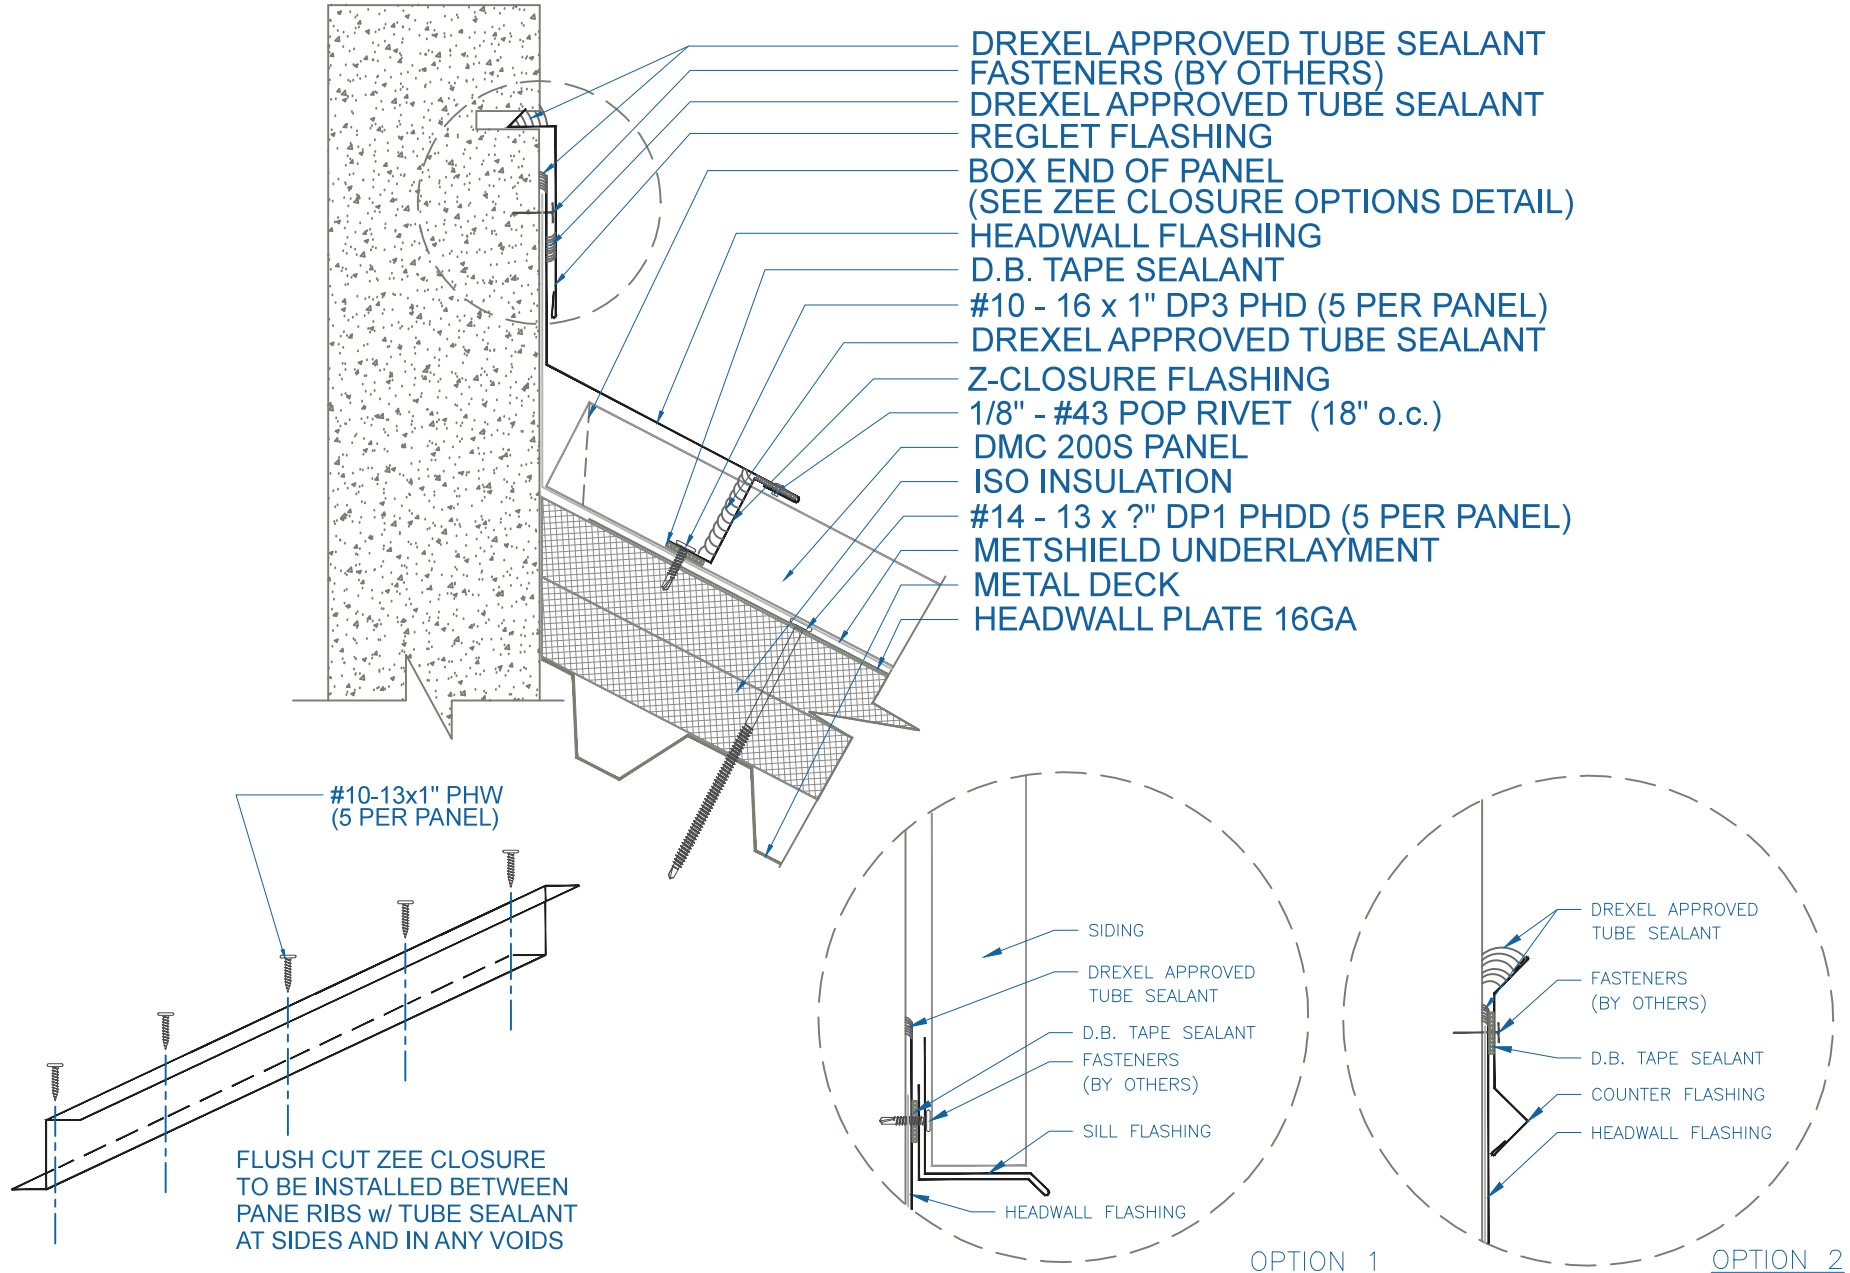 DREXEL APPROVED TUBE SEALANT
FASTENERS (BY OTHERS)
DREXEL APPROVED TUBE SEALANT
REGLET FLASHING
BOX END OF PANEL
(SEE ZEE CLOSURE OPTIONS DETAIL)
HEADWALL FLASHING
D.B. TAPE SEALANT
#10 - 16 x 1" DP3 PHD (5 PER PANEL)
DREXEL APPROVED TUBE SEALANT
Z-CLOSURE FLASHING
1/8" - #43 POP RIVET (18" o.c.)
DMC 200S PANEL
ISO INSULATION
#14 - 13 x ?" DP1 PHDD (5 PER PANEL)
METSHIELD UNDERLAYMENT
METAL DECK
HEADWALL PLATE 16GA
#10-13x1" PHW
(5 PER PANEL)
FLUSH CUT ZEE CLOSURE
TO BE INSTALLED BETWEEN
PANE RIBS w/ TUBE SEALANT
AT SIDES AND IN ANY VOIDS
SIDING
DREXEL APPROVED
TUBE SEALANT
D.B. TAPE SEALANT
FASTENERS
(BY OTHERS)
SILL FLASHING
HEADWALL FLASHING
OPTION 1
DREXEL APPROVED
TUBE SEALANT
FASTENERS
(BY OTHERS)
D.B. TAPE SEALANT
COUNTER FLASHING
HEADWALL FLASHING
OPTION 2